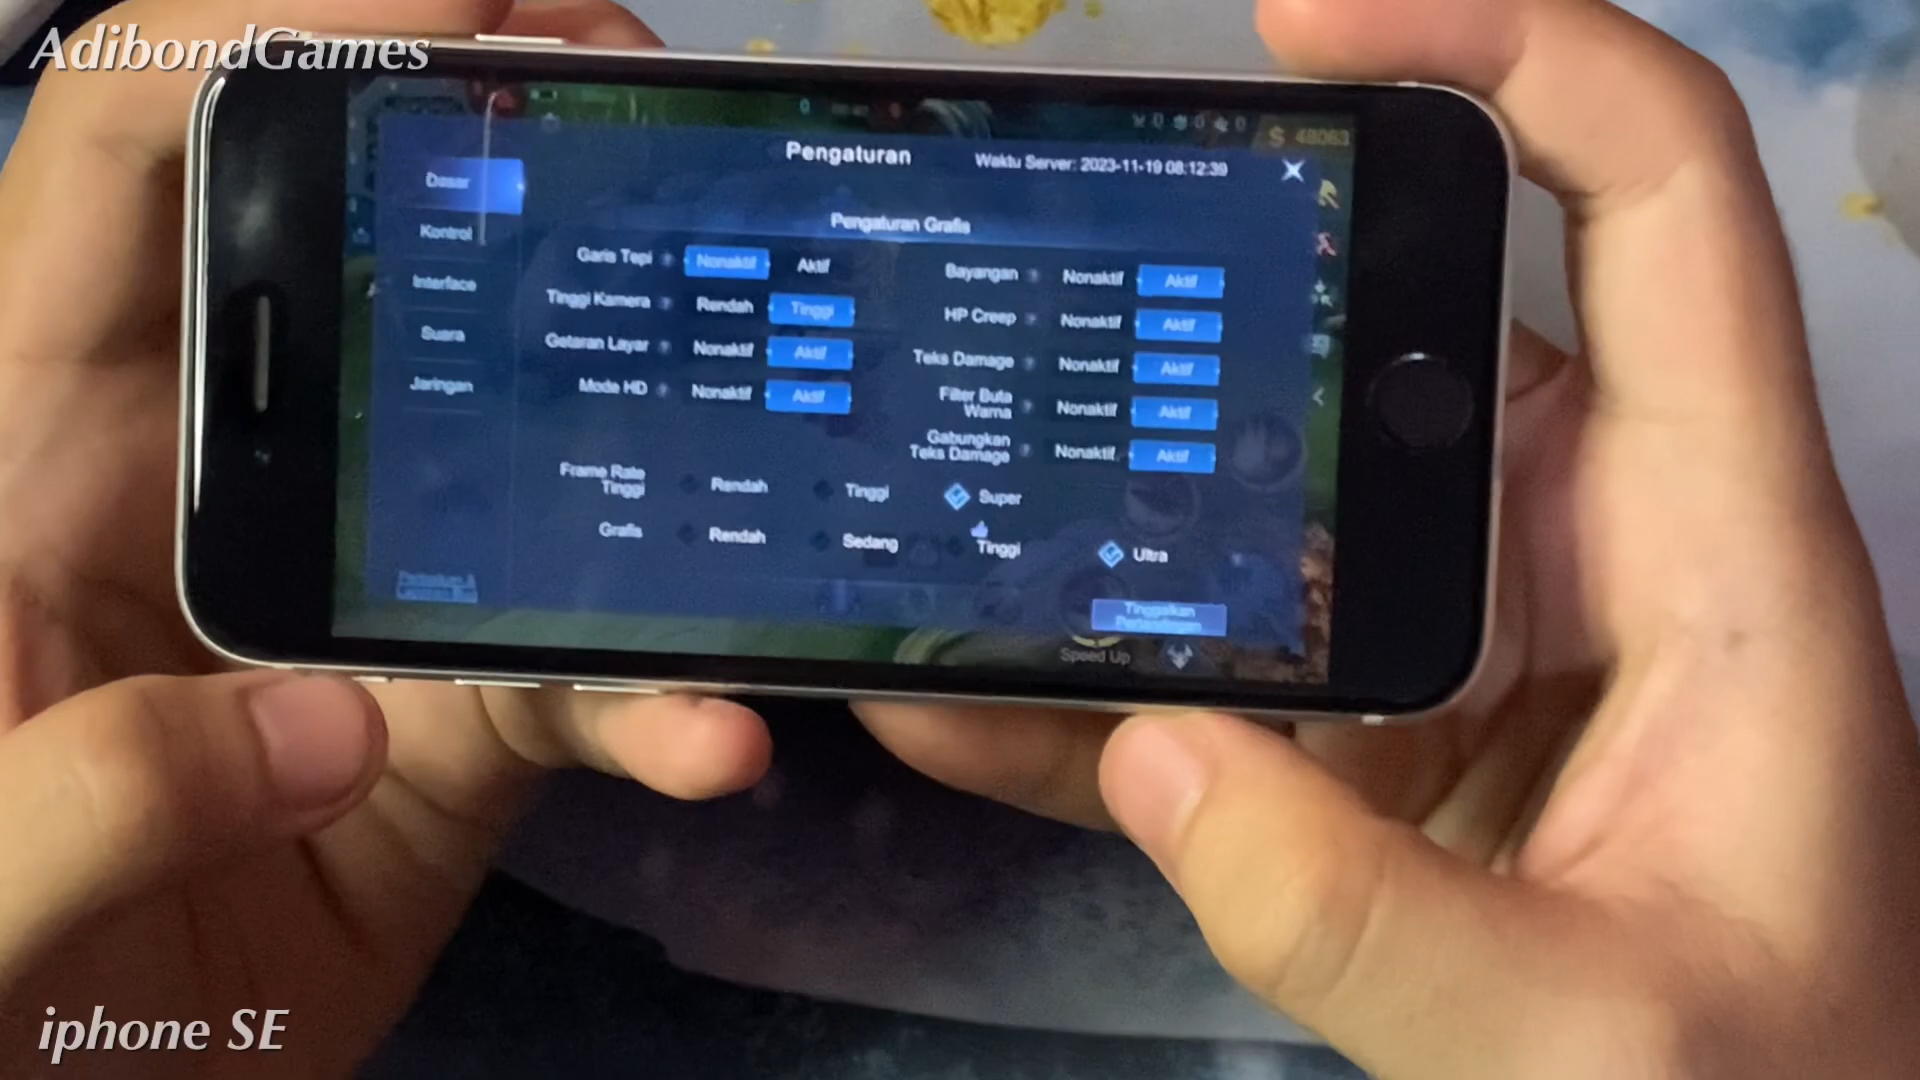 AdibondGames
48063
Pengaturan
Waktu Server: 2023-11-19 08:12:39
Dasar
Kontrol
Interface
Suara
Jaringan
Pengaturan Grafis
Garis Tepi
Nonaktif
Aktif
Tinggi Kamera
Rendah
Tinggi
Getaran Layar
Nonaktif
Aktif
Mode HD
Nonaktif
Aktif
Bayangan
Nonaktif
Aktif
HP Creep
Nonaktif
Aktif
Teks Damage
Nonaktif
Aktif
Filter Buta
Warna
Nonaktif
Aktif
Gabungkan
Teks Damage
Nonaktif
Aktif
Frame Rate
Tinggi
Rendah
Tinggi
Super
Grafis
Rendah
Sedang
Tinggi
Ultra
Tinggalkan
Pertandingan
Speed Up
iphone SE